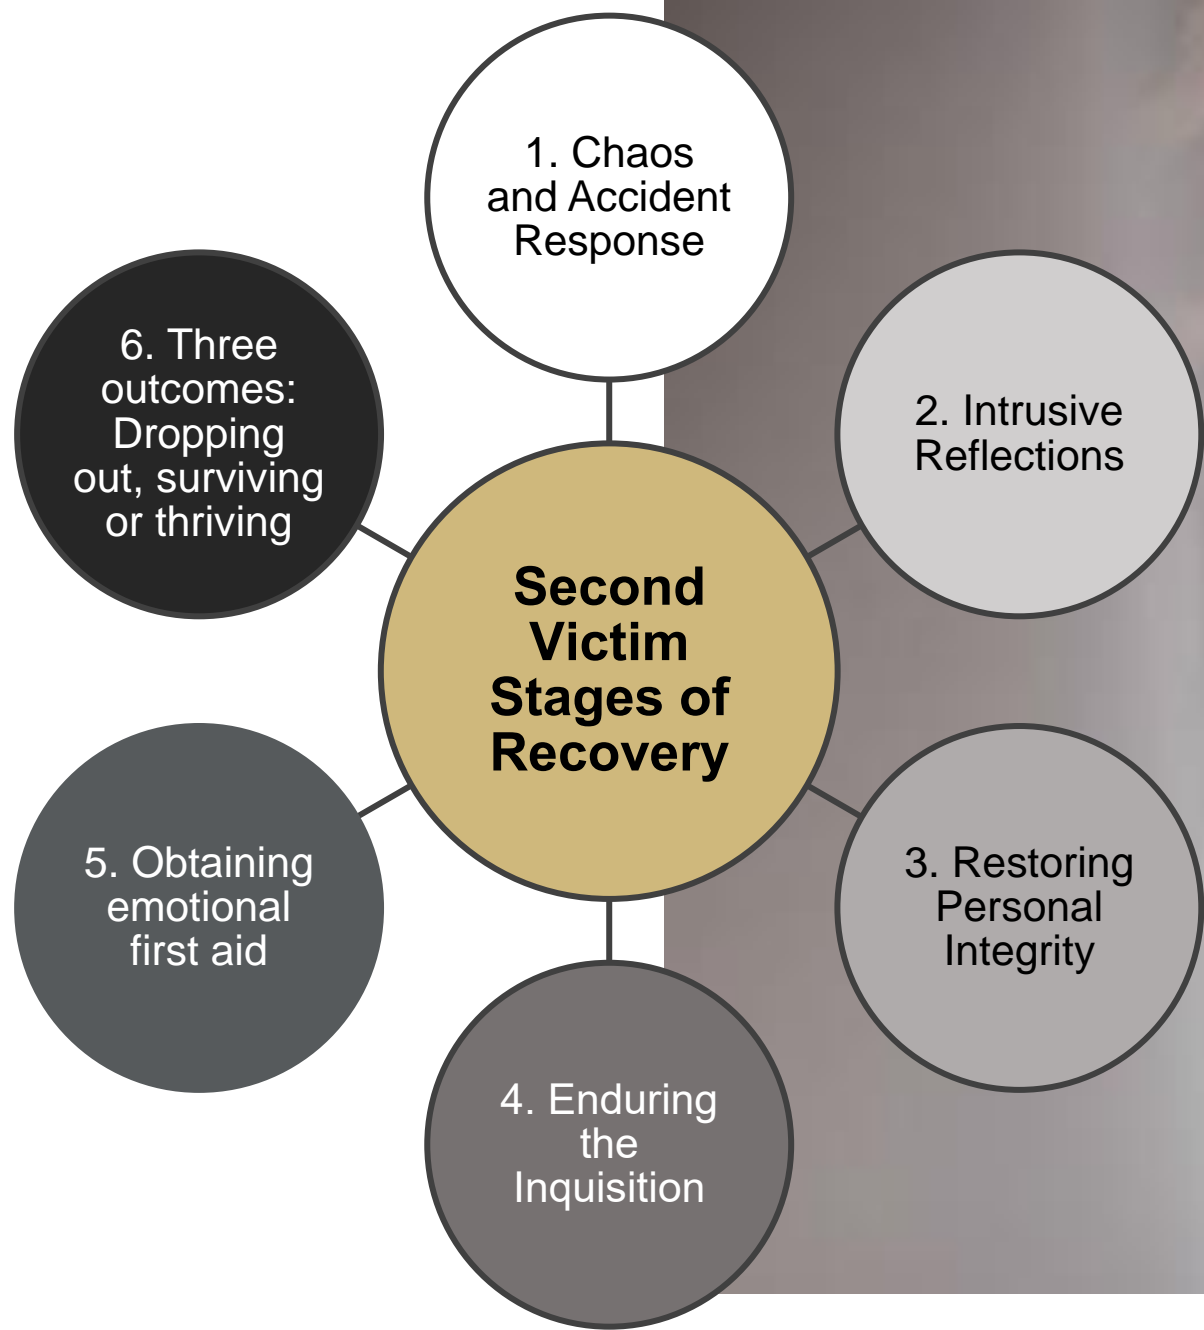 1. Chaos
and Accident
Response
2. Intrusive
Reflections
3. Restoring
Personal
Integrity
4. Enduring
the
Inquisition
5. Obtaining
emotional
first aid
6. Three
outcomes:
Dropping
out, surviving
or thriving
Second
Victim
Stages of
Recovery